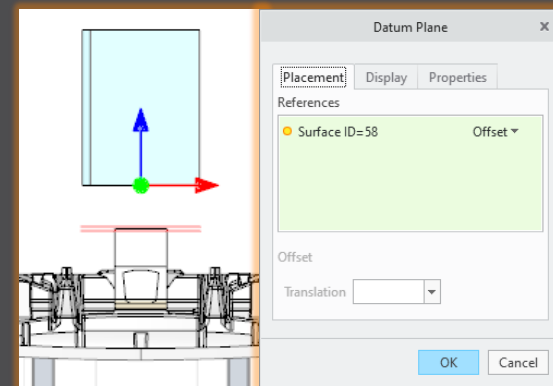 Datum Plane
x
Placement Display Properties
References
Surface ID=58 Offset
Offset
Translation
OK Cancel